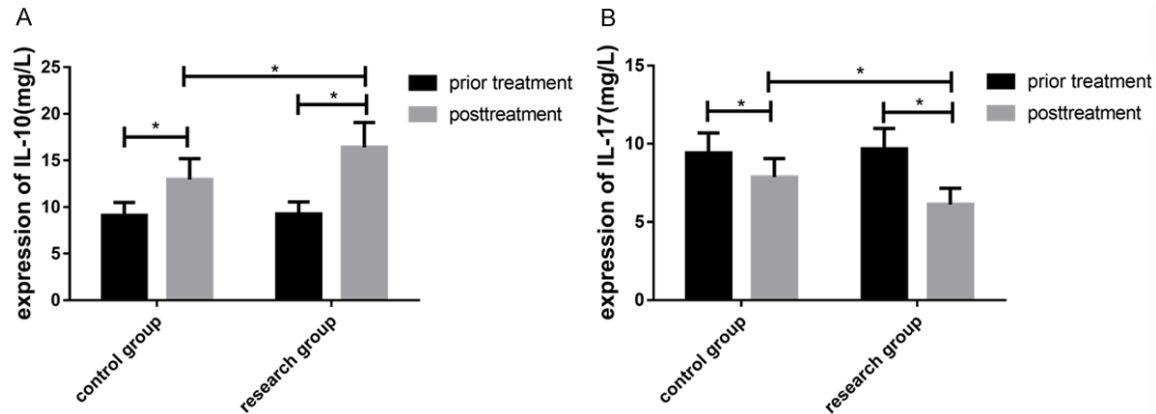 A
expression of IL-10(mg/L)
25
20
15
10
5
0
*
*
*
prior treatment
posttreatment
control group
research group
B
expression of IL-17(mg/L)
15
10
5
0
*
*
*
prior treatment
posttreatment
control group
research group